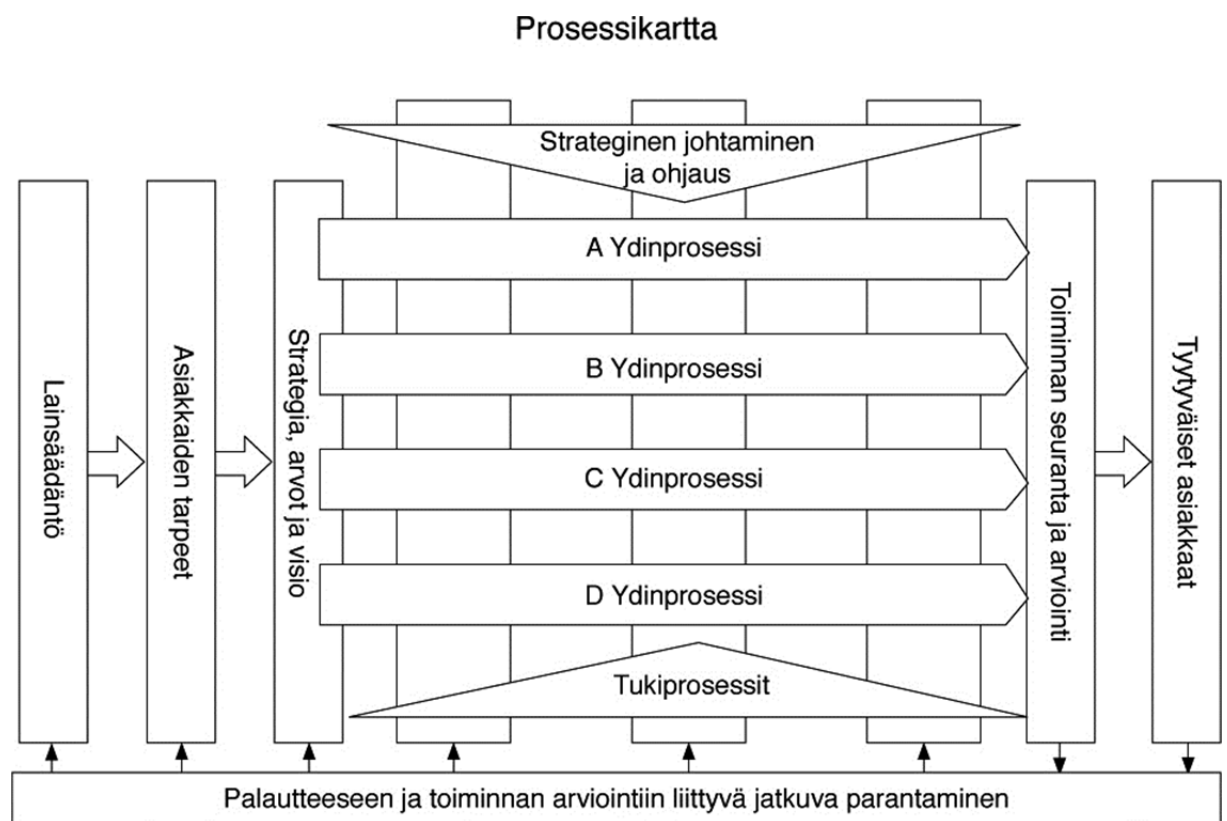 Prosessikartta
Strateginen johtaminen
ja ohjaus
Lainsäädäntö
Asiakkaiden tarpeet
Strategia, arvot ja visio
A Ydinprosessi
B Ydinprosessi
C Ydinprosessi
D Ydinprosessi
Tukiprosessit
Toiminnan seuranta ja arviointi
Tyytyväiset asiakkaat
Palautteeseen ja toiminnan arviointiin liittyvä jatkuva parantaminen